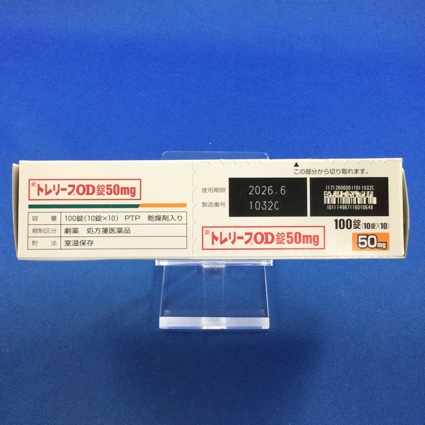 トレリーフOD錠50mg
容量 100錠(10錠×10) PTP 乾燥剤入り
規制区分 劇薬 処方箋医薬品
貯法 室温保存
▲
この部分から切り取れます。
使用期限 2026.6
製造番号 1032C
トレリーフOD錠50mg
100錠(10錠×10)
50mg